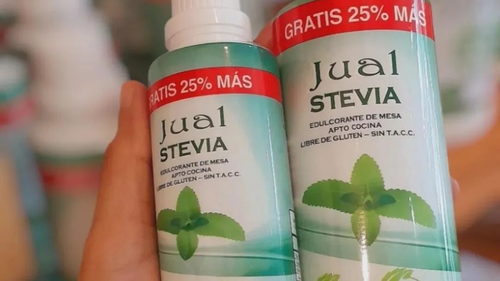 GRATIS 25% MÁS
Jual
STEVIA
EDULCORANTE DE MESA
APTO COCINA
LIBRE DE GLUTEN – SIN T.A.C.C.
GRATIS 25% MÁS
Jual
STEVIA
EDULCORANTE DE MESA
APTO COCINA
LIBRE DE GLUTEN – SIN T.A.C.C.